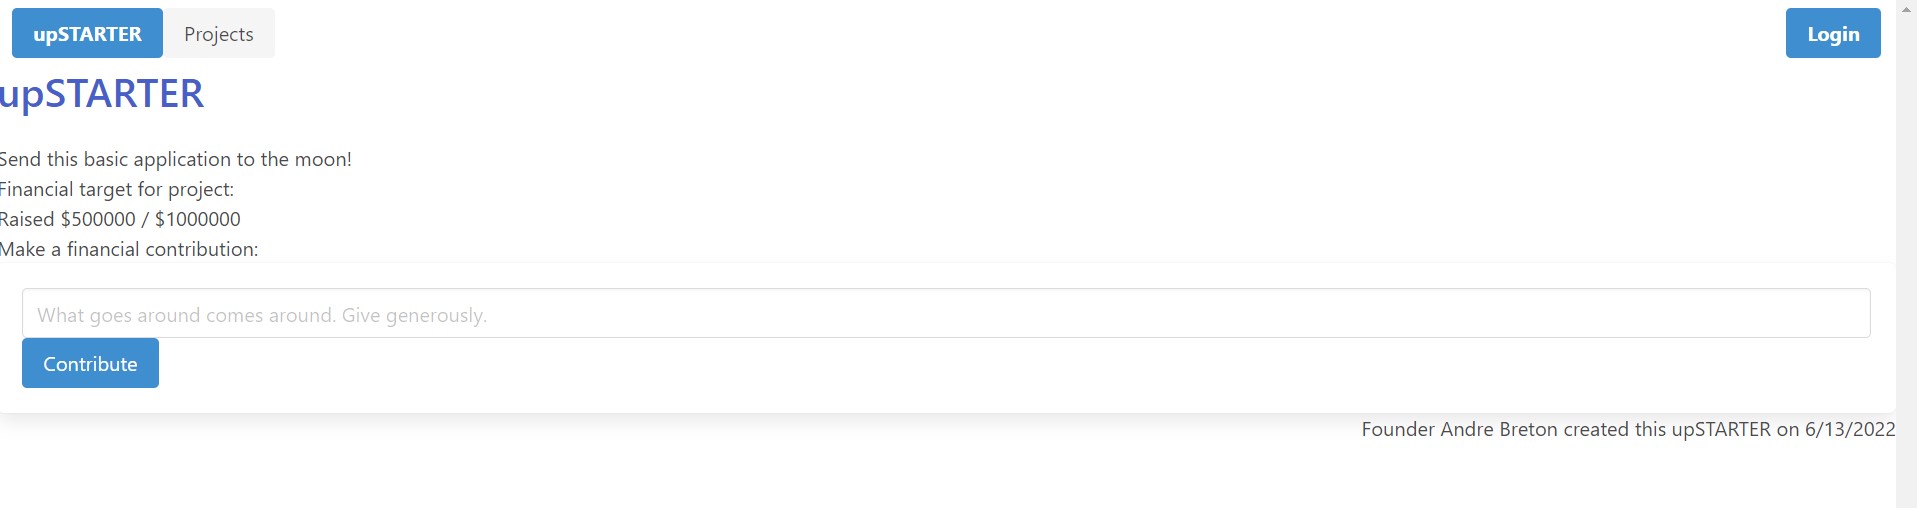 upSTARTER Projects Login
upSTARTER
Send this basic application to the moon!
Financial target for project:
Raised $500000 / $1000000
Make a financial contribution:
What goes around comes around. Give generously.
Contribute
Founder Andre Breton created this upSTARTER on 6/13/2022